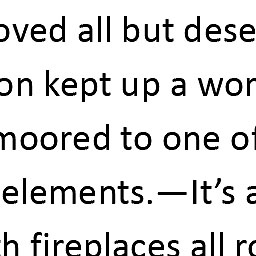 oved all but dese
on kept up a wor
moored to one of
elements.—It’s a
h fireplaces all ro